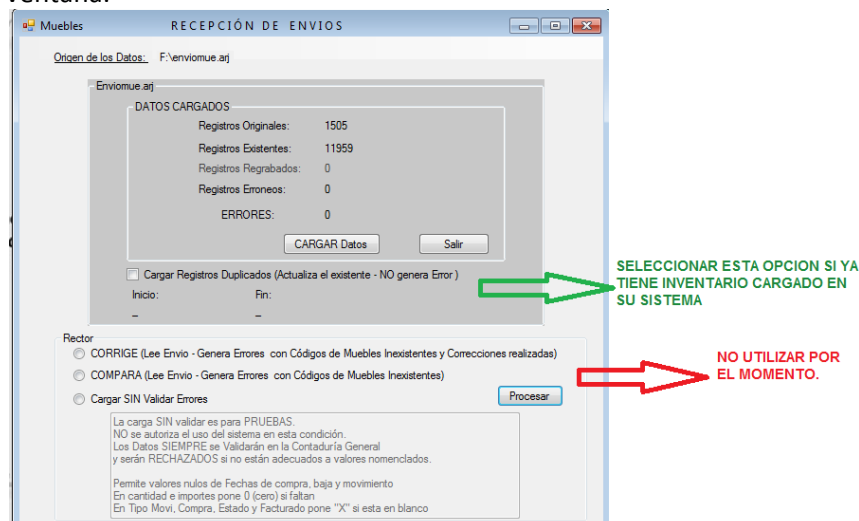 Muebles RECEPCIÓN DE ENVIOS
Origen de los Datos: F:\enviomue.arj
Enviomue.arj
DATOS CARGADOS
Registros Originales: 1505
Registros Existentes: 11959
Registros Regrabados: 0
Registros Erroneos: 0
ERRORES: 0
CARGAR Datos Salir
Cargar Registros Duplicados (Actualiza el existente - NO genera Error )
Inicio: Fin:
– –
SELECCIONAR ESTA OPCION SI YA
TIENE INVENTARIO CARGADO EN
SU SISTEMA
Rector
CORRIGE (Lee Envio - Genera Errores con Códigos de Muebles Inexistentes y Correcciones realizadas)
COMPARA (Lee Envio - Genera Errores con Códigos de Muebles Inexistentes)
Cargar SIN Validar Errores Procesar
NO UTILIZAR POR
EL MOMENTO.
La carga SIN validar es para PRUEBAS.
NO se autoriza el uso del sistema en esta condición.
Los Datos SIEMPRE se Validarán en la Contaduría General
y serán RECHAZADOS si no están adecuados a valores nomenclados.
Permite valores nulos de Fechas de compra, baja y movimiento
En cantidad e importes pone 0 (cero) si faltan
En Tipo Movi, Compra, Estado y Facturado pone "X" si esta en blanco